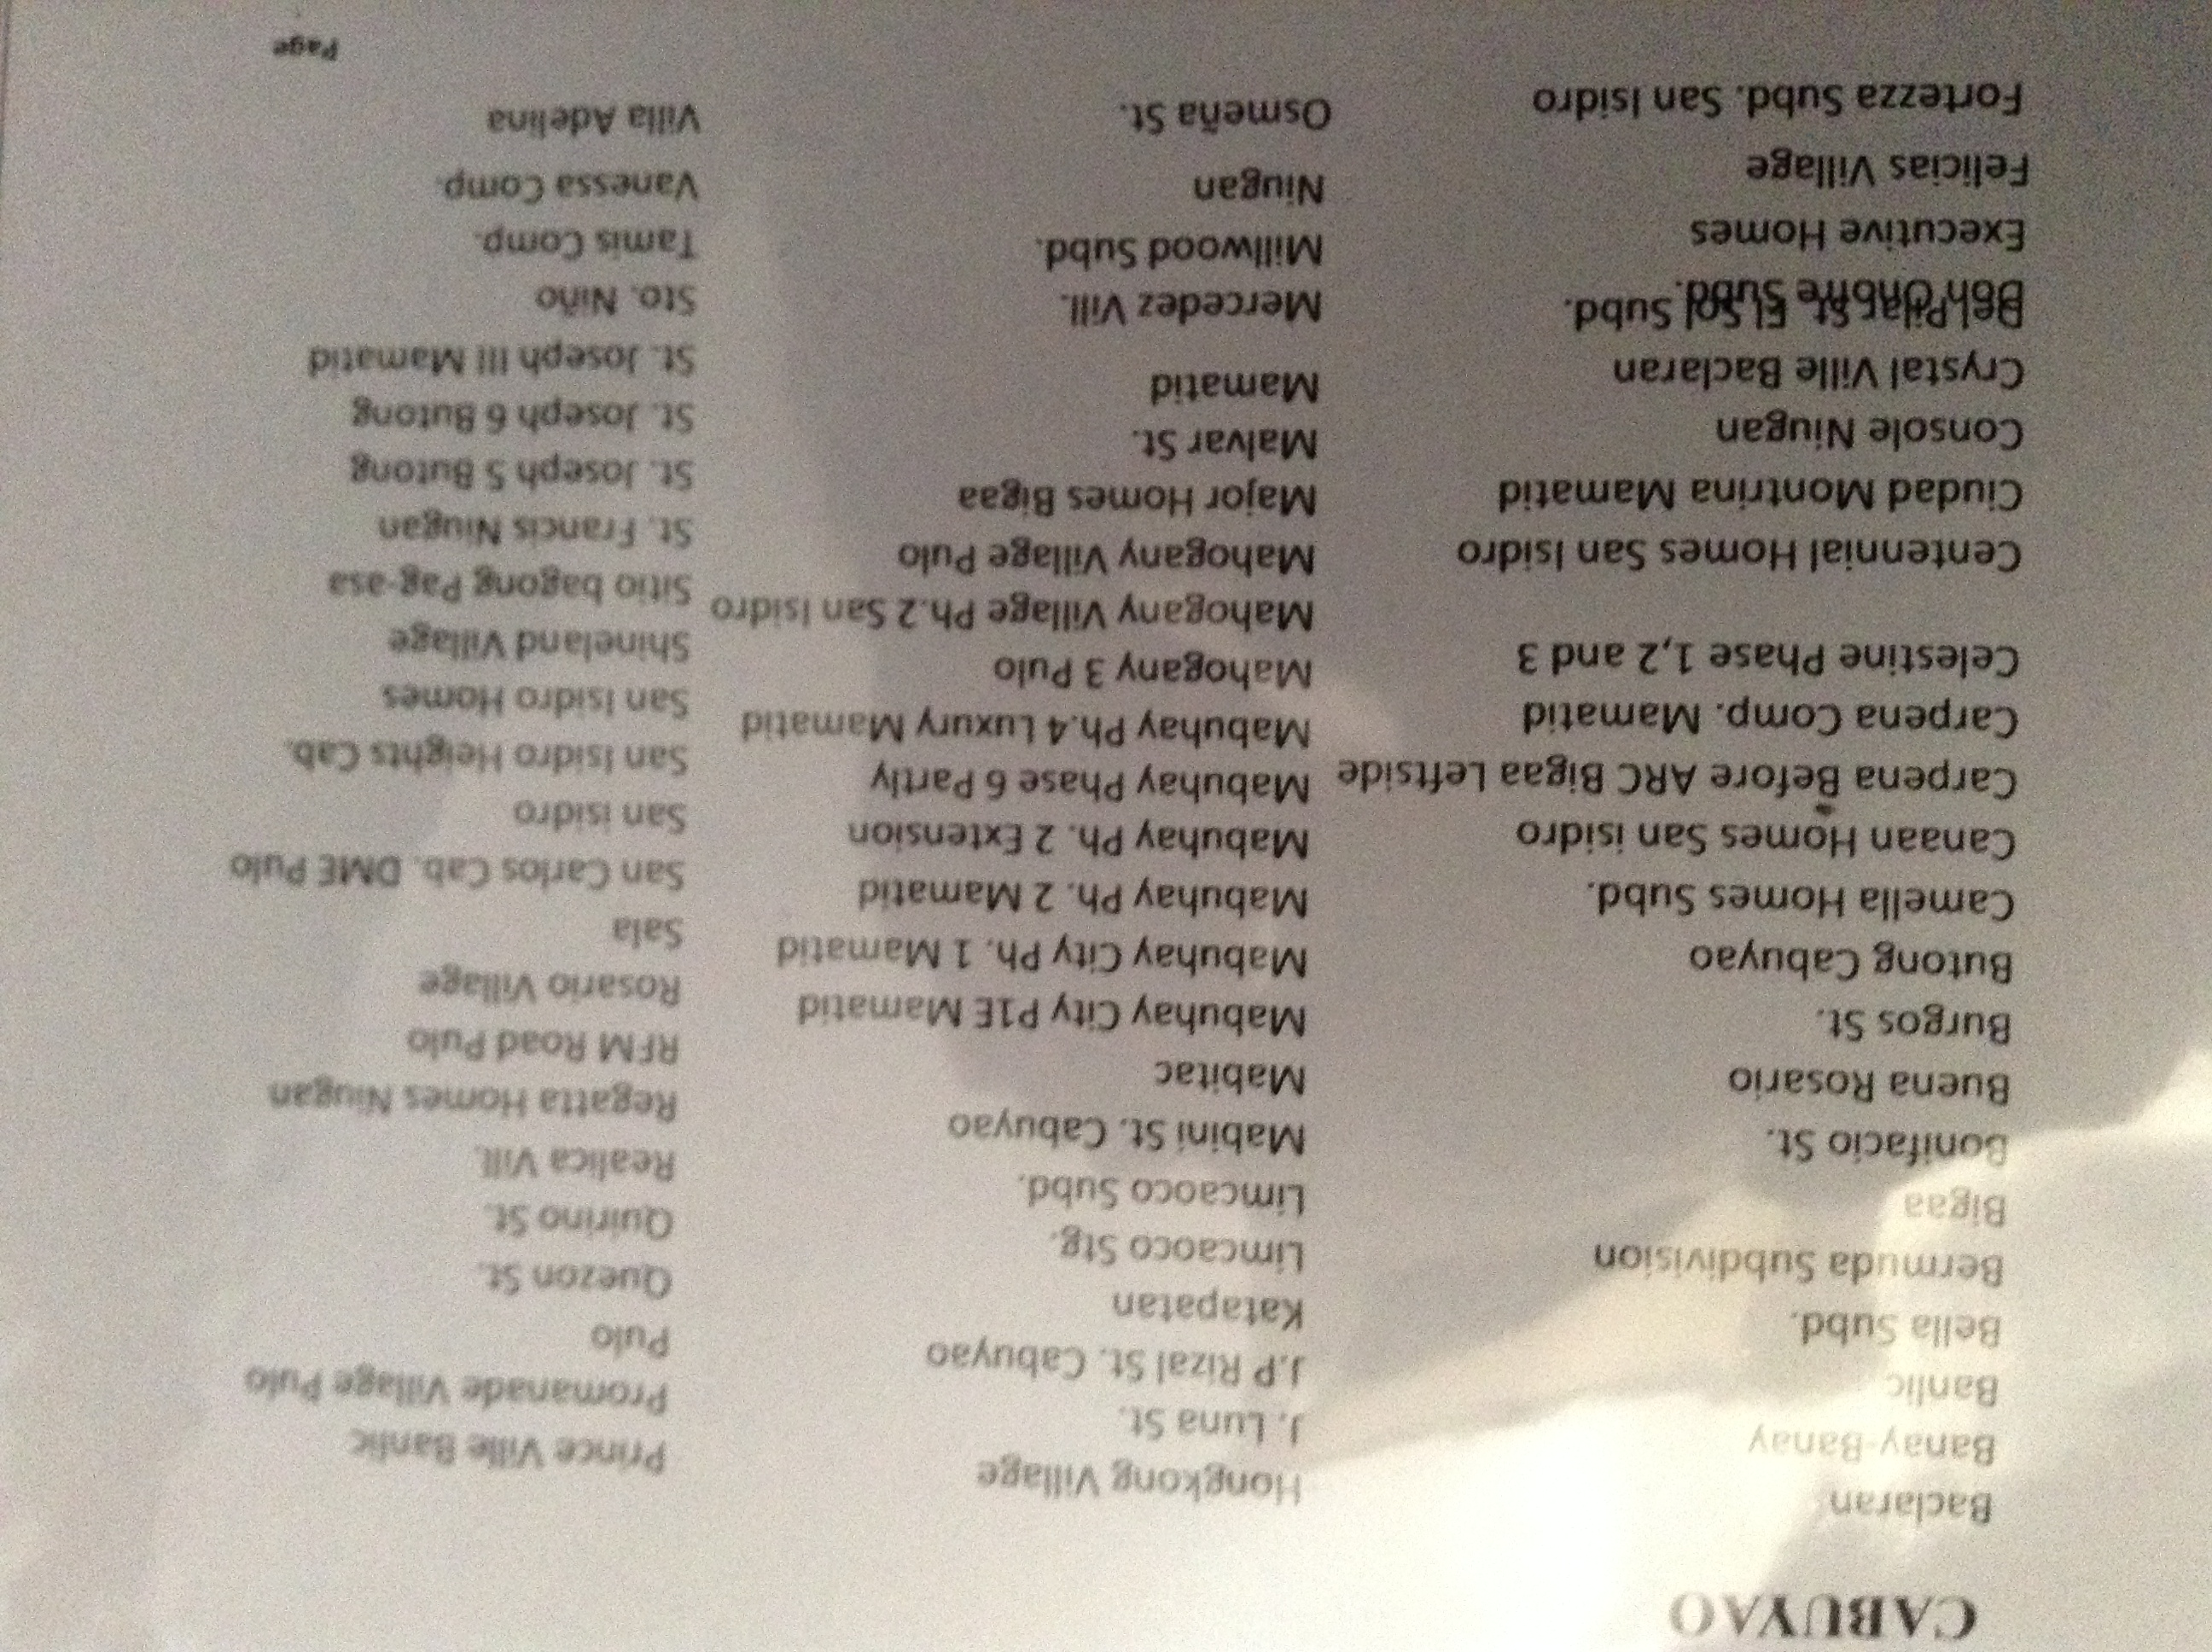 CABUYAO
Baclaran
Banay-Banay
Banlic
Bella Subd.
Bermuda Subdivision
Bigaa
Bonifacio St.
Buena Rosario
Burgos St.
Butong Cabuyao
Camella Homes Subd.
Canaan Homes San isidro
Carpena Before ARC Bigaa Leftside
Carpena Comp. Mamatid
Celestine Phase 1,2 and 3
Centennial Homes San Isidro
Ciudad Montrina Mamatid
Console Niugan
Crystal Ville Baclaran
Del Pilar St. El Sol Subd.
Don Onofre Subd.
Executive Homes
Felicias Village
Fortezza Subd. San Isidro
Hongkong Village
J. Luna St.
J.P Rizal St. Cabuyao
Katapatan
Limcaoco Stg.
Limcaoco Subd.
Mabini St. Cabuyao
Mabitac
Mabuhay City P1E Mamatid
Mabuhay City Ph. 1 Mamatid
Mabuhay Ph. 2 Mamatid
Mabuhay Ph. 2 Extension
Mabuhay Phase 6 Partly
Mabuhay Ph.4 Luxury Mamatid
Mahogany 3 Pulo
Mahogany Village Ph.2 San Isidro
Mahogany Village Pulo
Major Homes Bigaa
Malvar St.
Mamatid
Mercedez Vill.
Millwood Subd.
Niugan
Osmeña St.
Prince Ville Banlic
Promanade Village Pulo
Pulo
Quezon St.
Quirino St.
Realica Vill.
Regatta Homes Niugan
RFM Road Pulo
Rosario Village
Sala
San Carlos Cab. DME Pulo
San isidro
San Isidro Heights Cab.
San Isidro Homes
Shineland Village
Sitio bagong Pag-asa
St. Francis Niugan
St. Joseph 5 Butong
St. Joseph 6 Butong
St. Joseph III Mamatid
Sto. Niño
Tamis Comp.
Vanessa Comp.
Villa Adelina
Page